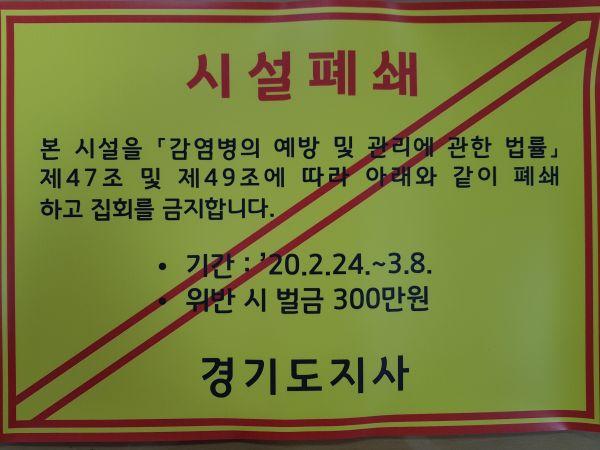 시설폐쇄
본 시설을 「감염병의 예방 및 관리에 관한 법률」
제47조 및 제49조에 따라 아래와 같이 폐쇄
하고 집회를 금지합니다.
• 기간 : ’20.2.24.~3.8.
• 위반 시 벌금 300만원
경기도지사